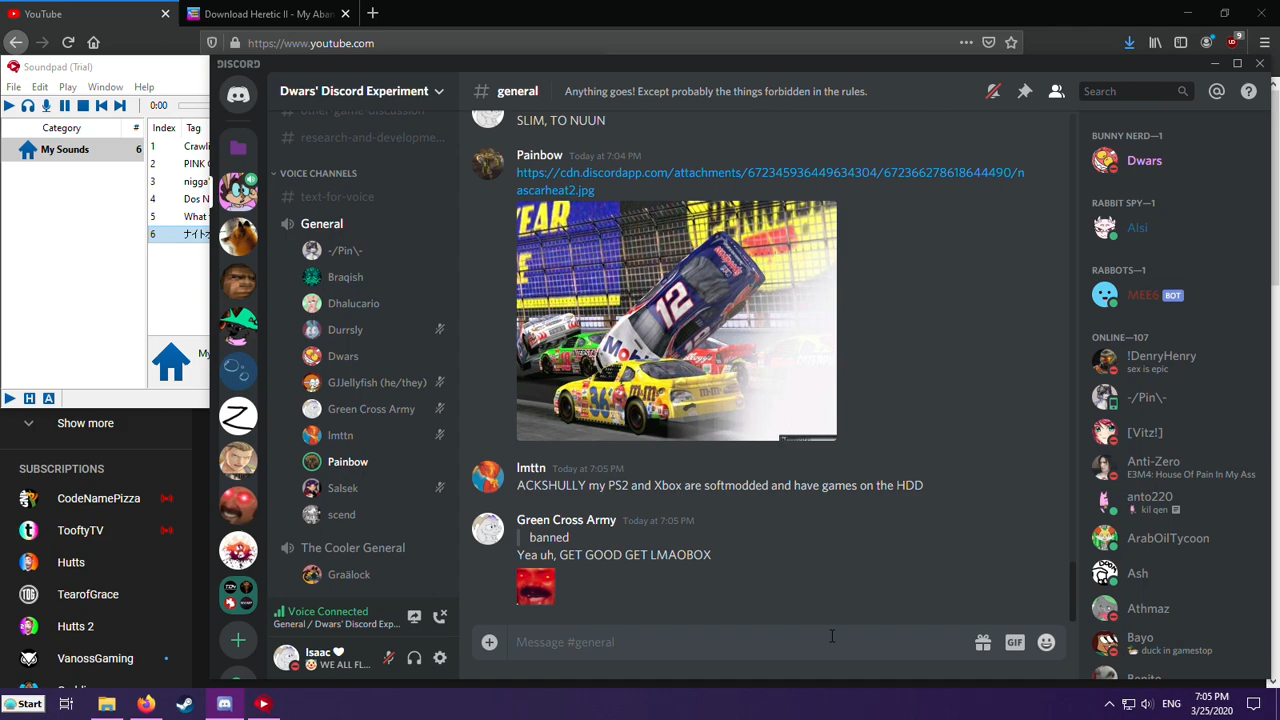 YouTube
Download Heretic II - My Aban
https://www.youtube.com
9
Soundpad (Trial)
File Edit Play Window Help
0:00
Category #
My Sounds 6
Index Tag
1 Crawli
2 PINK C
3 nigga'
4 Dos N
5 What
6 ナイトオ
My
H A
Show more
SUBSCRIPTIONS
CodeNamePizza
TooftyTV
Hutts
TearofGrace
Hutts 2
VanossGaming
DISCORD
Dwars' Discord Experiment
other-game-discussion
research-and-developme...
VOICE CHANNELS
text-for-voice
General
-/Pin\-
Braqish
Dhalucario
Durrsly
Dwars
GJJellyfish (he/they)
Green Cross Army
lmttn
Painbow
Salsek
scend
The Cooler General
Graälock
Voice Connected
General / Dwars' Discord Exp...
Isaac
WE ALL FL...
# general
Anything goes! Except probably the things forbidden in the rules.
Search
SLIM, TO NUUN
Painbow Today at 7:04 PM
https://cdn.discordapp.com/attachments/672345936449634304/672366278618644490/n
ascarheat2.jpg
YEAR
12
Mobil
36
m&m's
lmttn Today at 7:05 PM
ACKSHULLY my PS2 and Xbox are softmodded and have games on the HDD
Green Cross Army Today at 7:05 PM
banned
Yea uh, GET GOOD GET LMAOBOX
Message #general
GIF
BUNNY NERD—1
Dwars
RABBIT SPY—1
Alsi
RABBOTS—1
MEE6 BOT
ONLINE—107
!DenryHenry
sex is epic
-/Pin\-
[Vitz!]
Anti-Zero
E3M4: House Of Pain In My Ass
anto220
kil qen
ArabOilTycoon
Ash
Athmaz
Bayo
duck in gamestop
Start
ENG
7:05 PM
3/25/2020